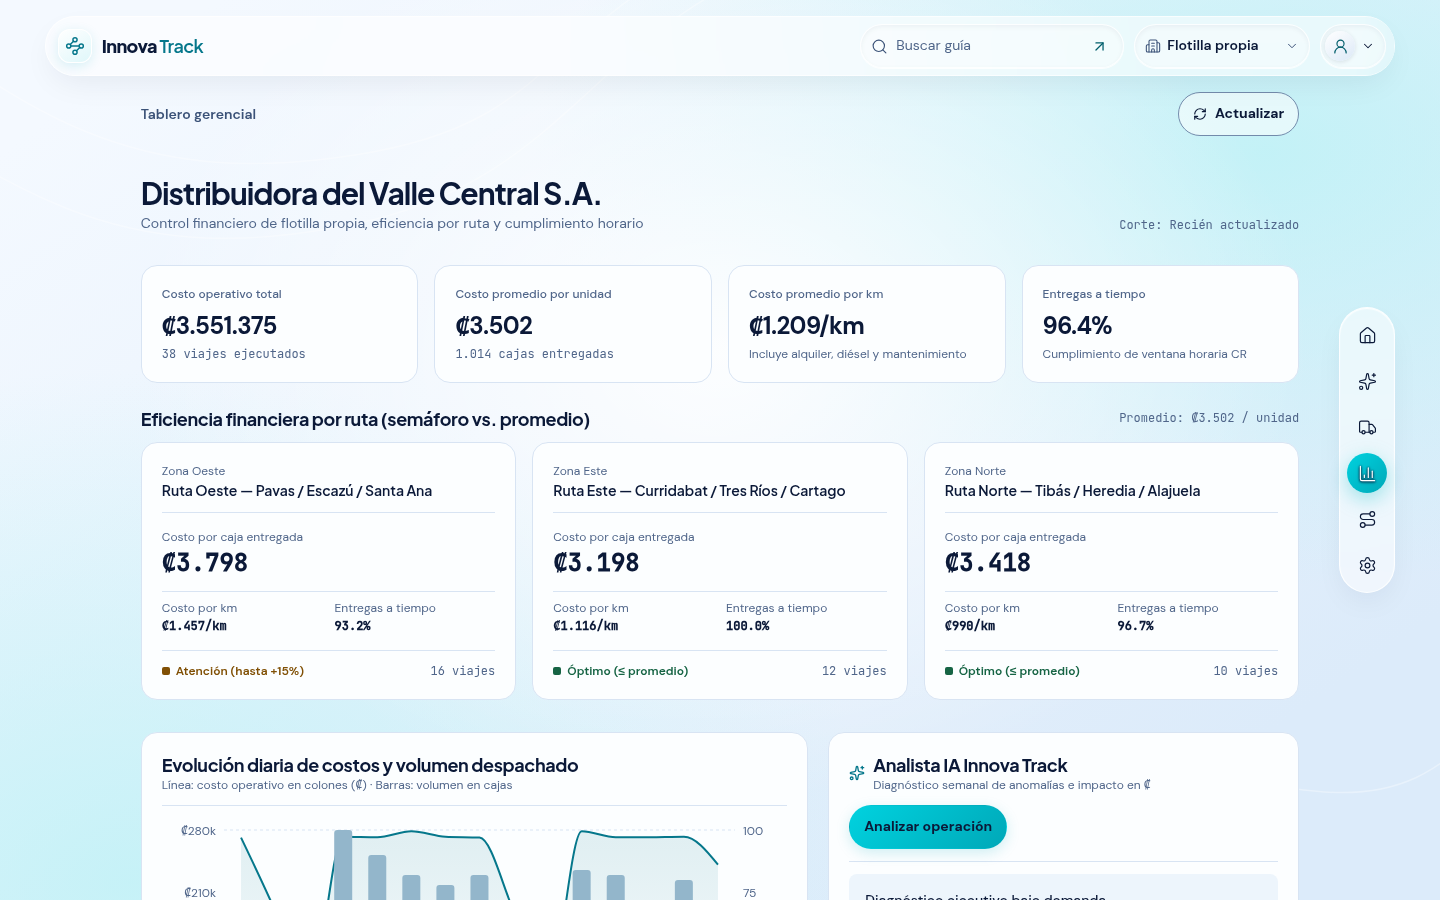 Innova Track
Buscar guía
Flotilla propia
Tablero gerencial
Actualizar
Distribuidora del Valle Central S.A.
Control financiero de flotilla propia, eficiencia por ruta y cumplimiento horario
Corte: Recién actualizado
Costo operativo total
₡3.551.375
38 viajes ejecutados
Costo promedio por unidad
₡3.502
1.014 cajas entregadas
Costo promedio por km
₡1.209/km
Incluye alquiler, diésel y mantenimiento
Entregas a tiempo
96.4%
Cumplimiento de ventana horaria CR
Eficiencia financiera por ruta (semáforo vs. promedio)
Promedio: ₡3.502 / unidad
Zona Oeste
Ruta Oeste — Pavas / Escazú / Santa Ana
Costo por caja entregada
₡3.798
Costo por km
Entregas a tiempo
₡1.457/km
93.2%
Atención (hasta +15%)
16 viajes
Zona Este
Ruta Este — Curridabat / Tres Ríos / Cartago
Costo por caja entregada
₡3.198
Costo por km
Entregas a tiempo
₡1.116/km
100.0%
Óptimo (≤ promedio)
12 viajes
Zona Norte
Ruta Norte — Tibás / Heredia / Alajuela
Costo por caja entregada
₡3.418
Costo por km
Entregas a tiempo
₡990/km
96.7%
Óptimo (≤ promedio)
10 viajes
Evolución diaria de costos y volumen despachado
Línea: costo operativo en colones (₡) · Barras: volumen en cajas
₡280k
100
₡210k
75
Analista IA Innova Track
Diagnóstico semanal de anomalías e impacto en ₡
Analizar operación
Diagnóstico ejecutivo bajo demanda